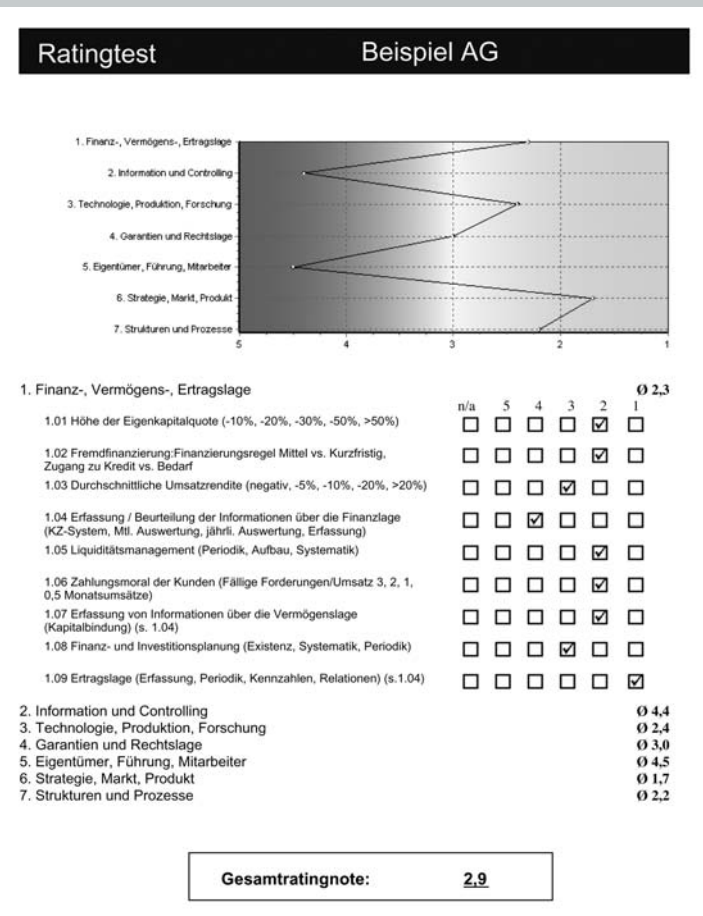 Ratingtest Beispiel AG
1. Finanz-, Vermögens-, Ertragslage
2. Information und Controlling
3. Technologie, Produktion, Forschung
4. Garantien und Rechtslage
5. Eigentümer, Führung, Mitarbeiter
6. Strategie, Markt, Produkt
7. Strukturen und Prozesse
5 4 3 2 1
1. Finanz-, Vermögens-, Ertragslage Ø 2,3
n/a 5 4 3 2 1
1.01 Höhe der Eigenkapitalquote (-10%, -20%, -30%, -50%, >50%)
1.02 Fremdfinanzierung:Finanzierungsregel Mittel vs. Kurzfristig,
Zugang zu Kredit vs. Bedarf
1.03 Durchschnittliche Umsatzrendite (negativ, -5%, -10%, -20%, >20%)
1.04 Erfassung / Beurteilung der Informationen über die Finanzlage
(KZ-System, Mtl. Auswertung, jährli. Auswertung, Erfassung)
1.05 Liquiditätsmanagement (Periodik, Aufbau, Systematik)
1.06 Zahlungsmoral der Kunden (Fällige Forderungen/Umsatz 3, 2, 1,
0,5 Monatsumsätze)
1.07 Erfassung von Informationen über die Vermögenslage
(Kapitalbindung) (s. 1.04)
1.08 Finanz- und Investitionsplanung (Existenz, Systematik, Periodik)
1.09 Ertragslage (Erfassung, Periodik, Kennzahlen, Relationen) (s.1.04)
2. Information und Controlling Ø 4,4
3. Technologie, Produktion, Forschung Ø 2,4
4. Garantien und Rechtslage Ø 3,0
5. Eigentümer, Führung, Mitarbeiter Ø 4,5
6. Strategie, Markt, Produkt Ø 1,7
7. Strukturen und Prozesse Ø 2,2
Gesamtratingnote: 2,9